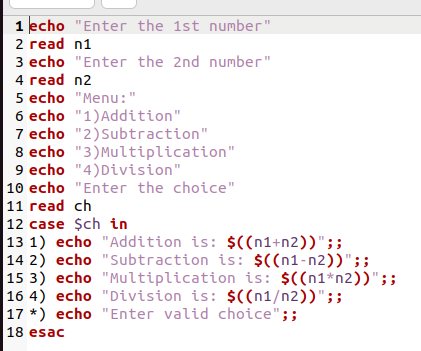 1 echo "Enter the 1st number"
2 read n1
3 echo "Enter the 2nd number"
4 read n2
5 echo "Menu:"
6 echo "1)Addition"
7 echo "2)Subtraction"
8 echo "3)Multiplication"
9 echo "4)Division"
10 echo "Enter the choice"
11 read ch
12 case $ch in
13 1) echo "Addition is: $((n1+n2))";;
14 2) echo "Subtraction is: $((n1-n2))";;
15 3) echo "Multiplication is: $((n1*n2))";;
16 4) echo "Division is: $((n1/n2))";;
17 *) echo "Enter valid choice";;
18 esac